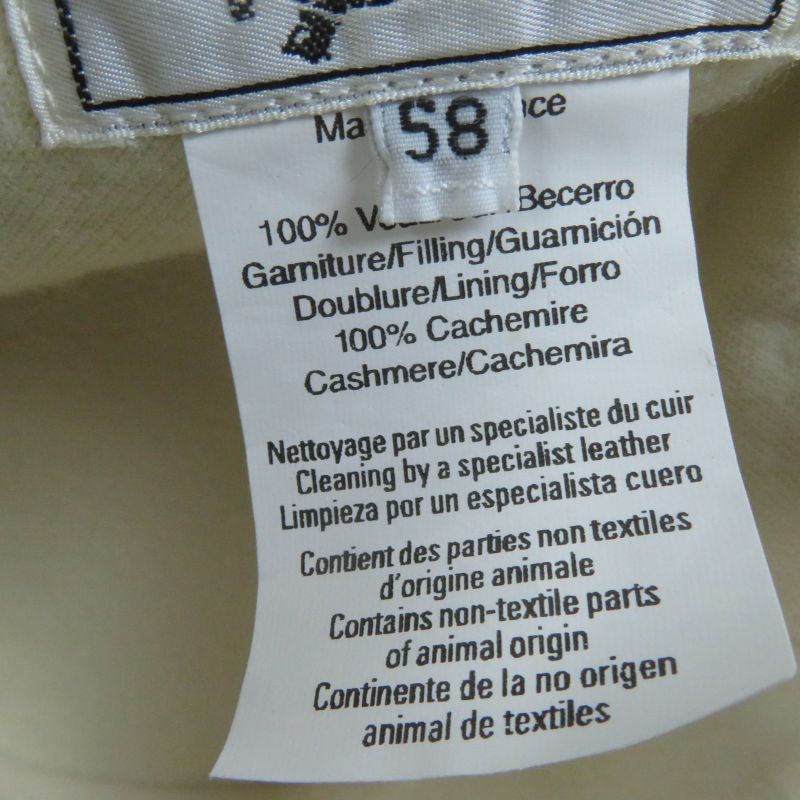 58
100% Becerro
Garniture/Filling/Guarnición
Doublure/Lining/Forro
100% Cachemire
Cashmere/Cachemira
Nettoyage par un specialiste du cuir
Cleaning by a specialist leather
Limpieza por un especialista cuero
Contient des parties non textiles
d'origine animale
Contains non-textile parts
of animal origin
Continente de la no origen
animal de textiles